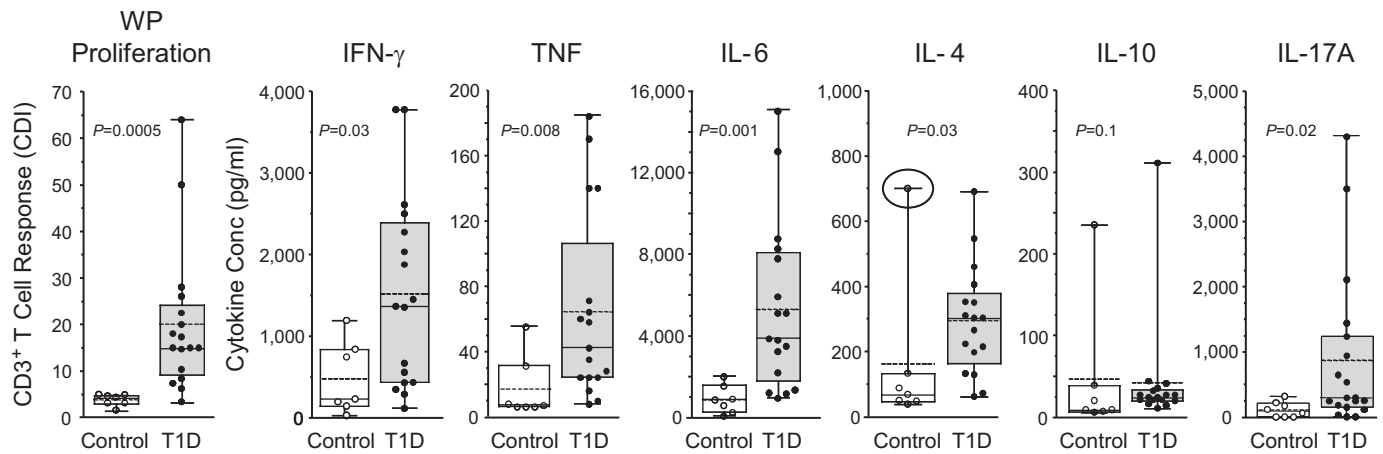 WP
Proliferation
IFN-γ
TNF
IL-6
IL-4
IL-10
IL-17A
CD3+ T Cell Response (CDI)
70
60
50
40
30
20
10
5
0
P=0.0005
Control T1D
Cytokine Conc (pg/ml)
4,000
3,000
2,000
1,000
0
P=0.03
Control T1D
200
160
120
80
40
0
P=0.008
Control T1D
16,000
12,000
8,000
4,000
0
P=0.001
Control T1D
1,000
800
600
400
200
100
0
P=0.03
Control T1D
400
300
200
100
0
P=0.1
Control T1D
5,000
4,000
3,000
2,000
1,000
0
P=0.02
Control T1D